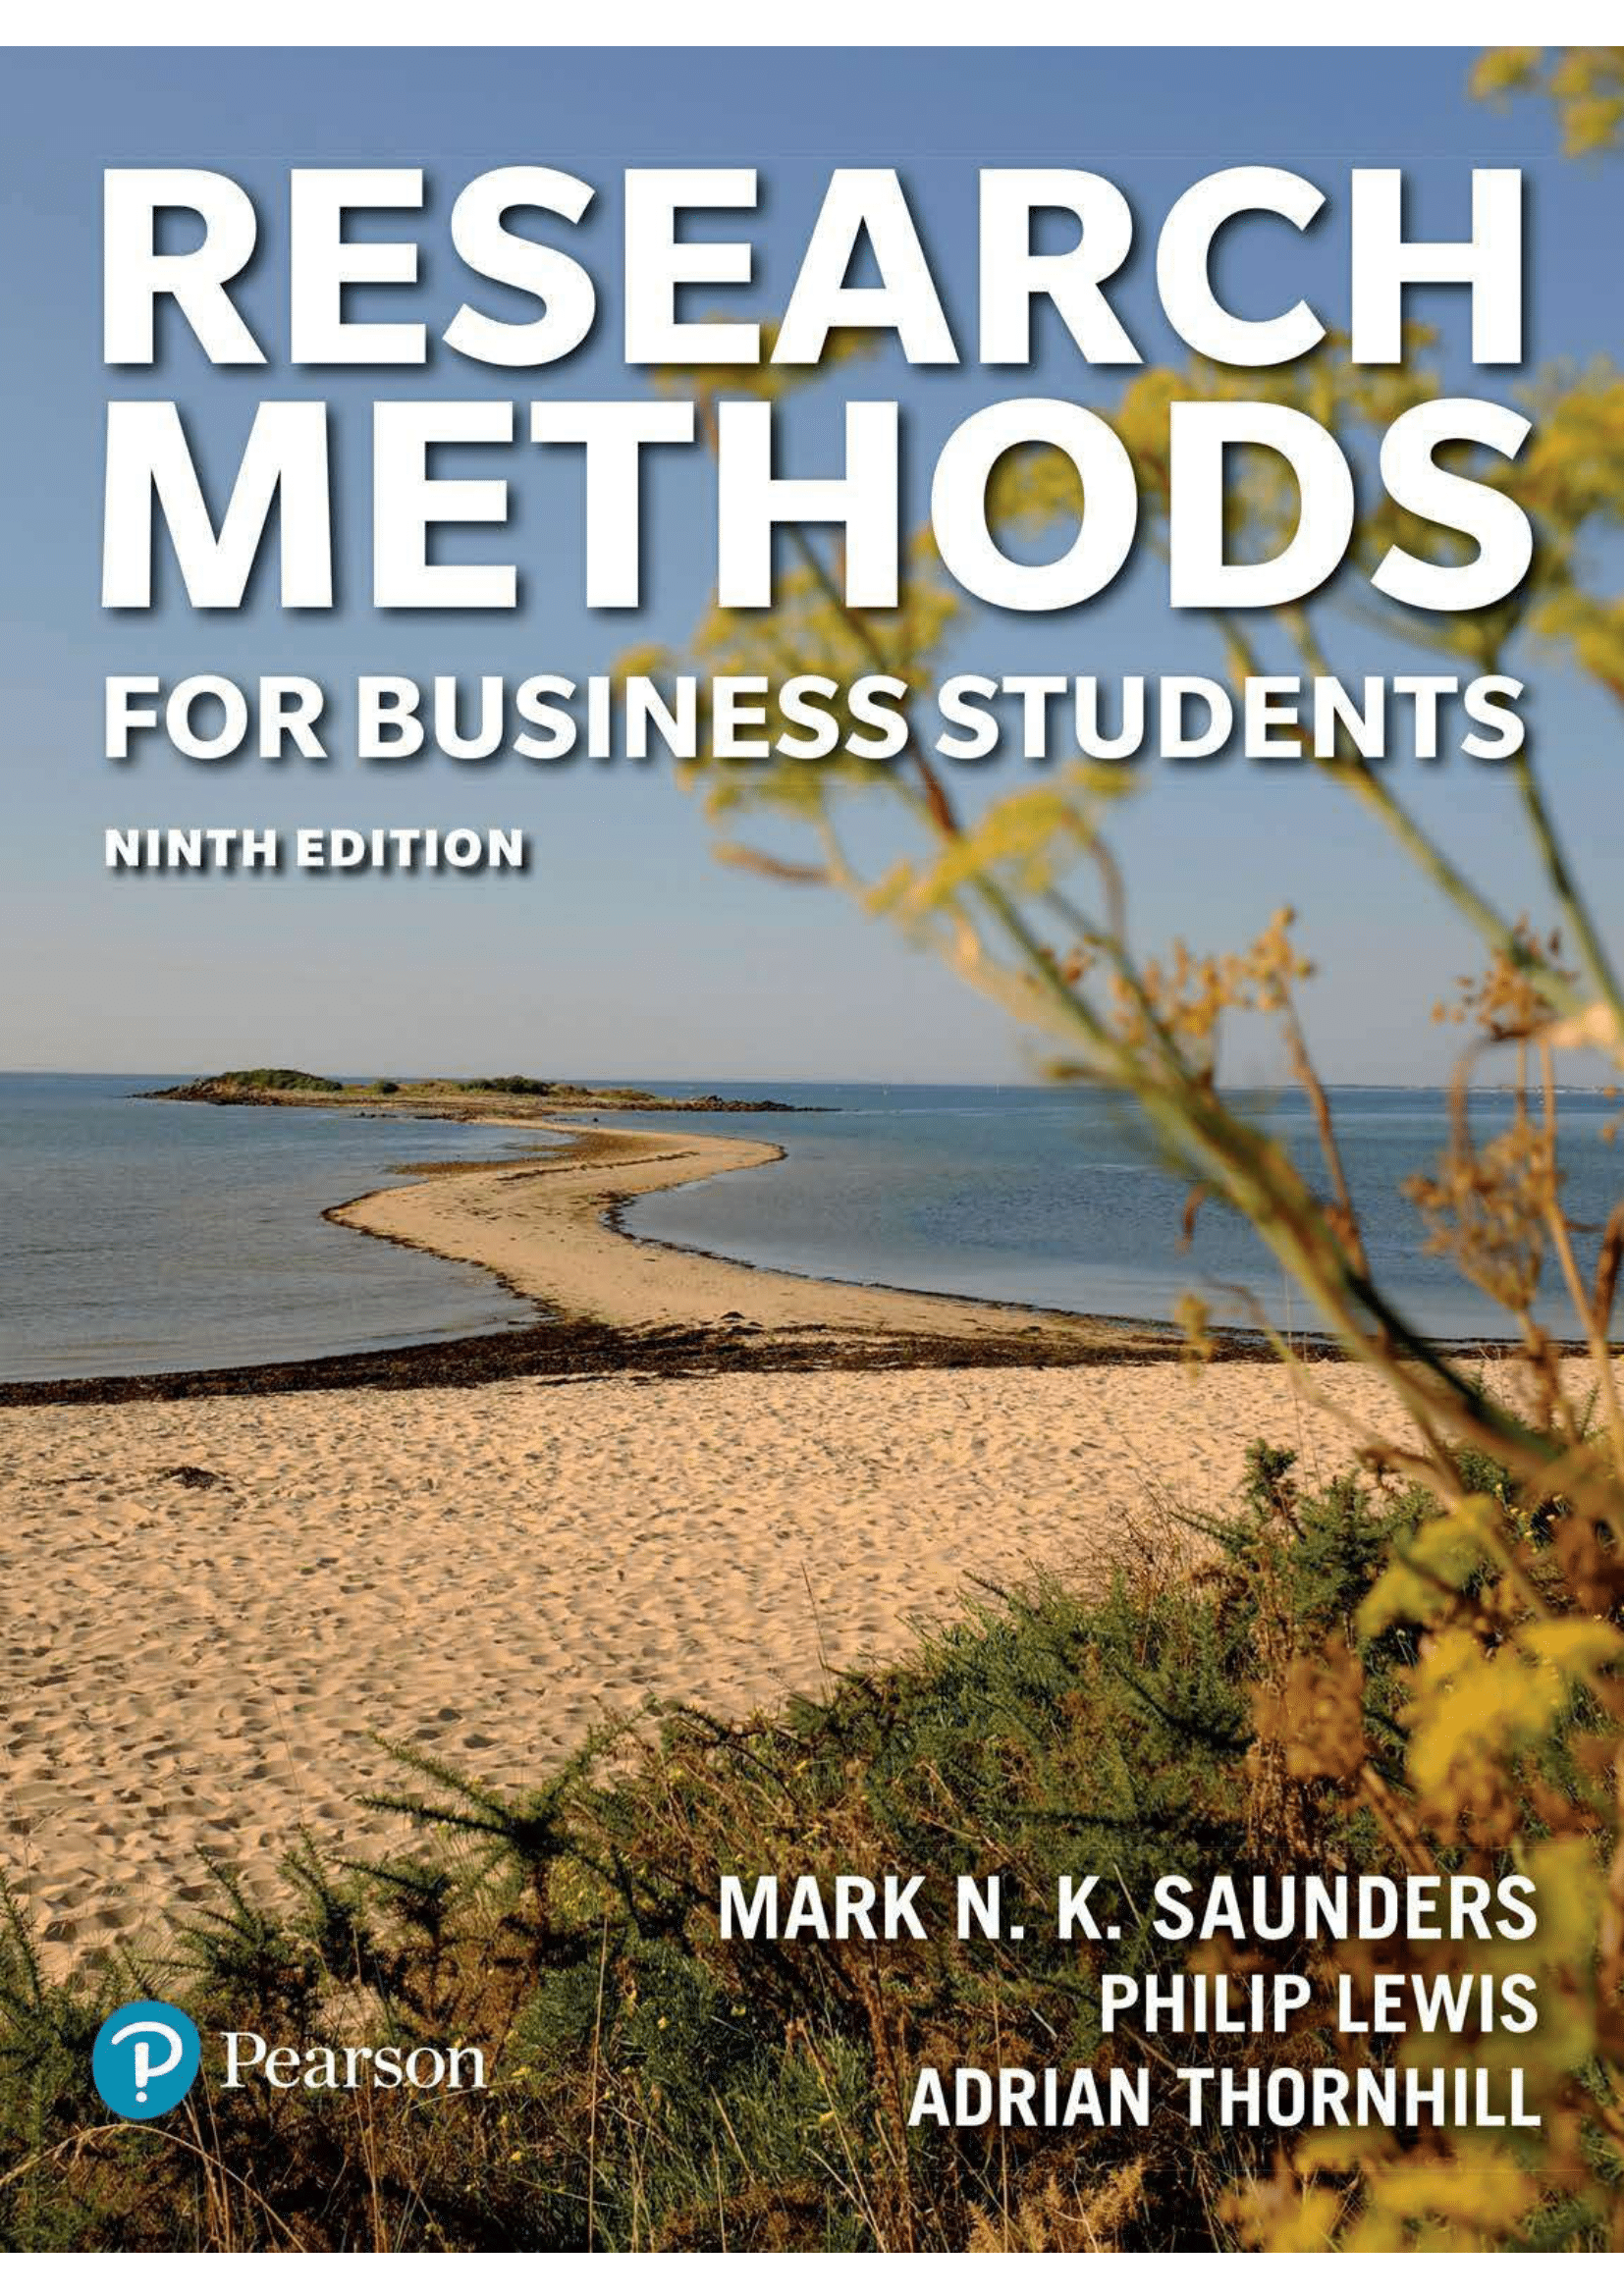 RESEARCH
METHODS
FOR BUSINESS STUDENTS
NINTH EDITION
MARK N. K. SAUNDERS
PHILIP LEWIS
ADRIAN THORNHILL
Pearson